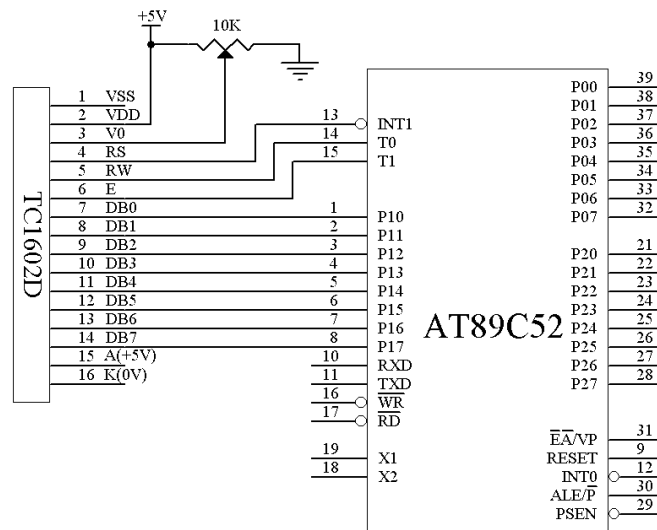 +5V
10K
1 VSS
2 VDD
3 V0
4 RS
5 RW
6 E
7 DB0
8 DB1
9 DB2
10 DB3
11 DB4
12 DB5
13 DB6
14 DB7
15 A(+5V)
16 K(0V)
TC1602D
13 INT1
14 T0
15 T1
1 P10
2 P11
3 P12
4 P13
5 P14
6 P15
7 P16
8 P17
10 RXD
11 TXD
16 WR
17 RD
19 X1
18 X2
AT89C52
P00 39
P01 38
P02 37
P03 36
P04 35
P05 34
P06 33
P07 32
P20 21
P21 22
P22 23
P23 24
P24 25
P25 26
P26 27
P27 28
EA/VP 31
RESET 9
INT0 12
ALE/P 30
PSEN 29